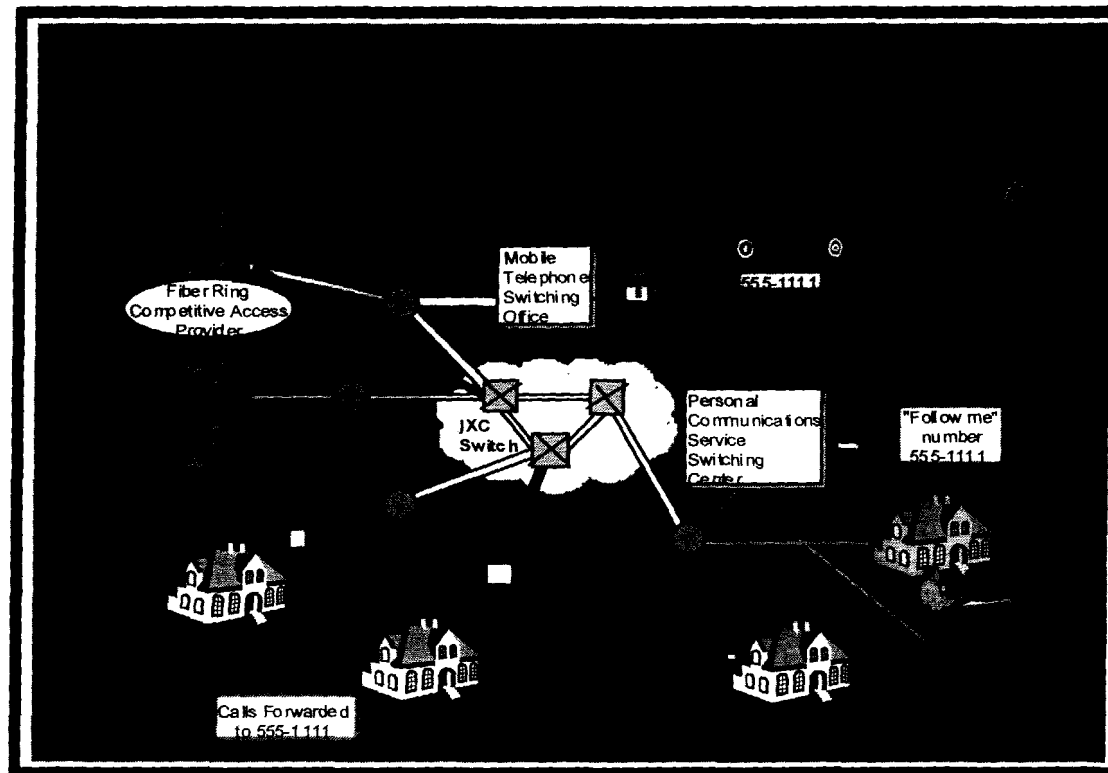 Mobile
Telephone
Switching
Office
555-1111
Fiber Ring
Competitive Access
Provider
JXC
Switch
Personal
Communications
Service
Switching
Center
"Follow me"
number
555-1111
Calls Forwarded
to 555-1111